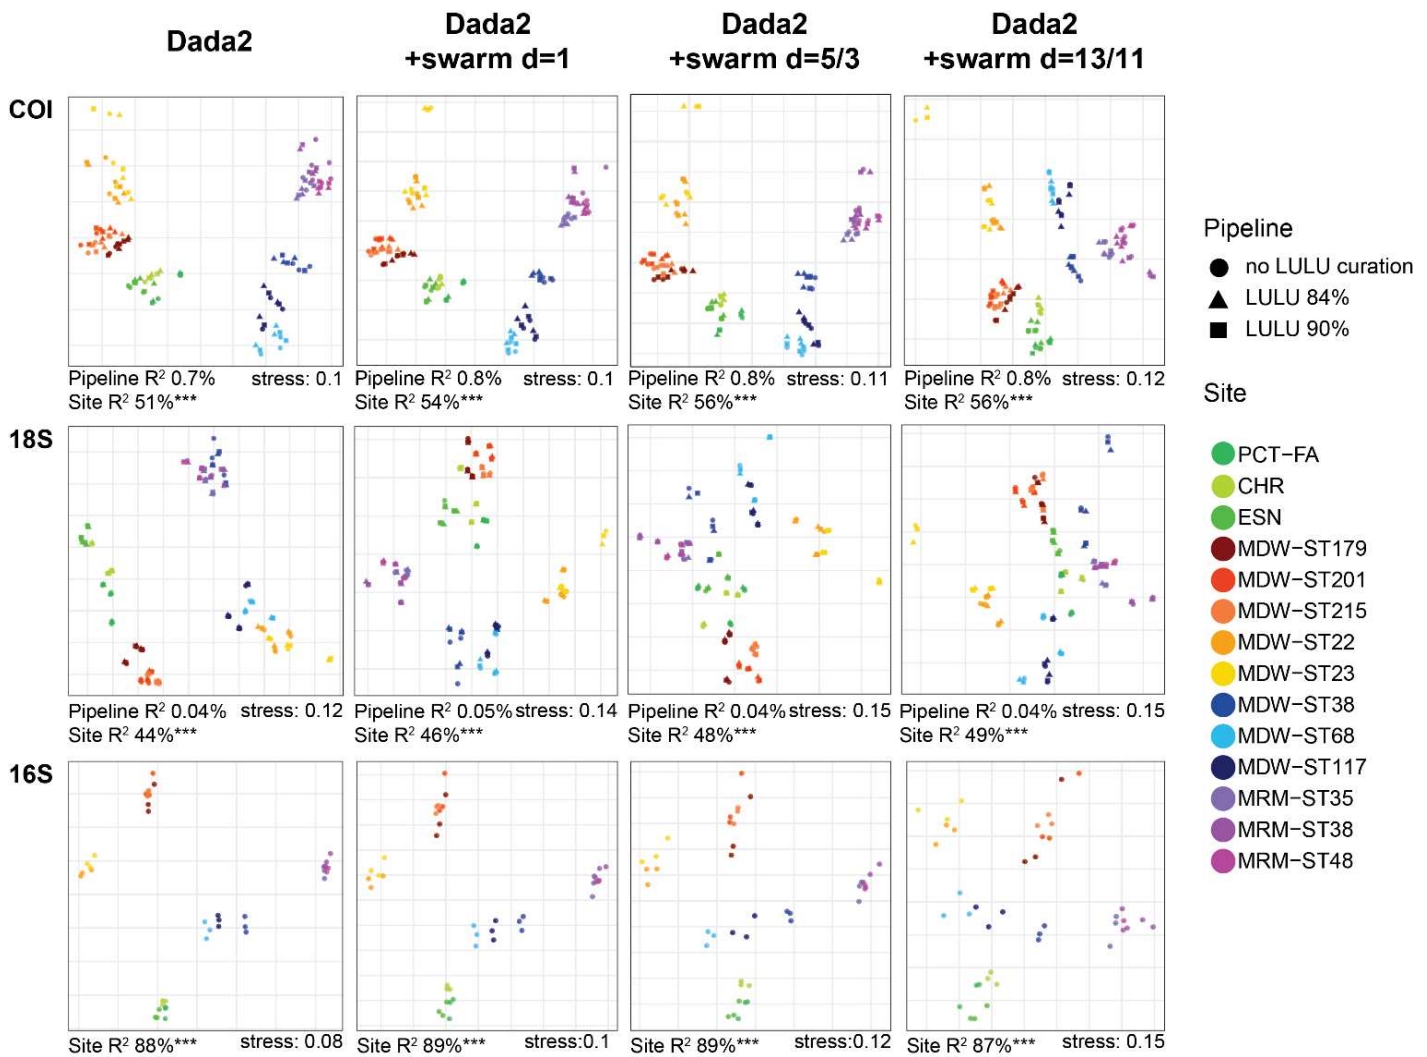 Dada2
Dada2
+swarm d=1
Dada2
+swarm d=5/3
Dada2
+swarm d=13/11
COI
Pipeline R² 0.7% stress: 0.1
Site R² 51%***
Pipeline R² 0.8% stress: 0.1
Site R² 54%***
Pipeline R² 0.8% stress: 0.11
Site R² 56%***
Pipeline R² 0.8% stress: 0.12
Site R² 56%***
18S
Pipeline R² 0.04% stress: 0.12
Site R² 44%***
Pipeline R² 0.05% stress: 0.14
Site R² 46%***
Pipeline R² 0.04% stress: 0.15
Site R² 48%***
Pipeline R² 0.04% stress: 0.15
Site R² 49%***
16S
Site R² 88%*** stress: 0.08
Site R² 89%*** stress:0.1
Site R² 89%*** stress:0.12
Site R² 87%*** stress: 0.15
Pipeline
no LULU curation
LULU 84%
LULU 90%
Site
PCT−FA
CHR
ESN
MDW−ST179
MDW−ST201
MDW−ST215
MDW−ST22
MDW−ST23
MDW−ST38
MDW−ST68
MDW−ST117
MRM−ST35
MRM−ST38
MRM−ST48